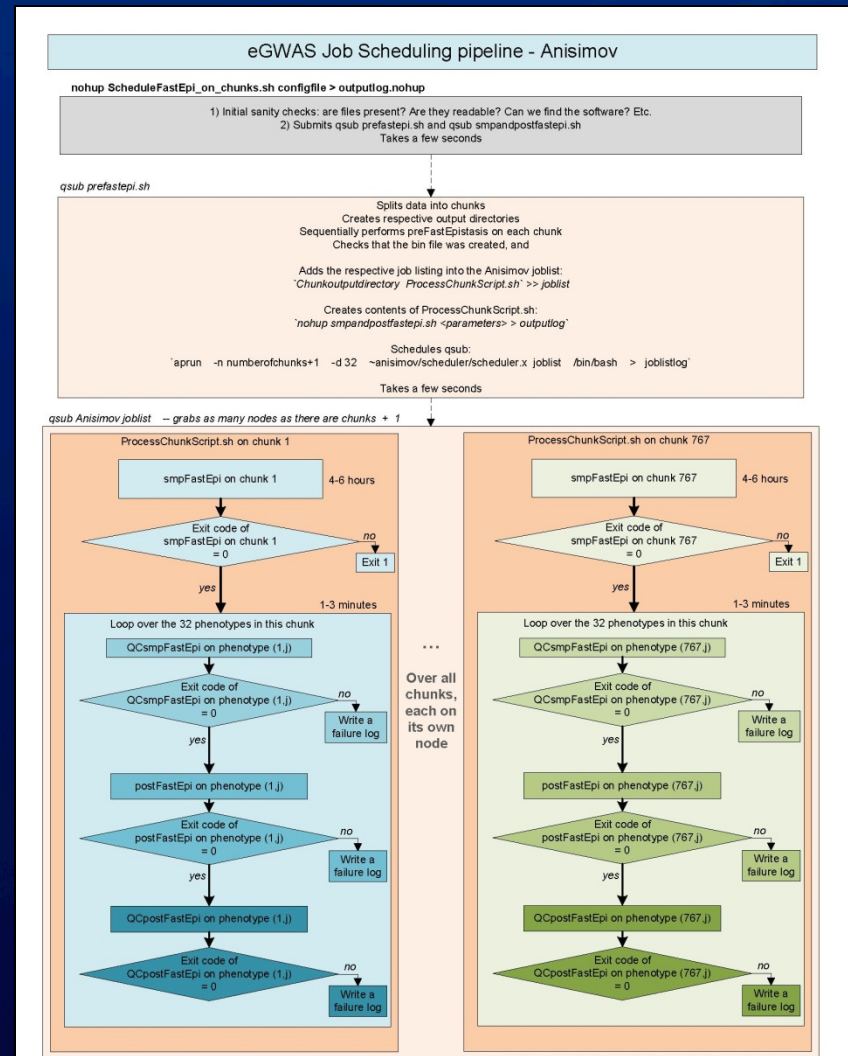 eGWAS Job Scheduling pipeline - Anisimov
nohup ScheduleFastEpi_on_chunks.sh configfile > outputlog.nohup
1) Initial sanity checks: are files present? Are they readable? Can we find the software? Etc.
2) Submits qsub prefastepi.sh and qsub smpandpostfastepi.sh
Takes a few seconds
qsub prefastepi.sh
Splits data into chunks
Creates respective output directories
Sequentially performs preFastEpistasis on each chunk
Checks that the bin file was created, and
Adds the respective job listing into the Anisimov joblist:
`Chunkoutputdirectory ProcessChunkScript.sh` >> joblist
Creates contents of ProcessChunkScript.sh:
`nohup smpandpostfastepi.sh <parameters> > outputlog`
Schedules qsub:
`aprun -n numberofchunks+1 -d 32 ~anisimov/scheduler/scheduler.x joblist /bin/bash > joblistlog`
Takes a few seconds
qsub Anisimov joblist -- grabs as many nodes as there are chunks + 1
ProcessChunkScript.sh on chunk 1
smpFastEpi on chunk 1
4-6 hours
Exit code of
smpFastEpi on chunk 1
= 0
no
Exit 1
yes
1-3 minutes
Loop over the 32 phenotypes in this chunk
QCsmpFastEpi on phenotype (1,j)
Exit code of
QCsmpFastEpi on phenotype (1,j)
= 0
no
Write a
failure log
yes
postFastEpi on phenotype (1,j)
Exit code of
postFastEpi on phenotype (1,j)
= 0
no
Write a
failure log
yes
QCpostFastEpi on phenotype (1,j)
Exit code of
QCpostFastEpi on phenotype (1,j)
= 0
no
Write a
failure log
...
Over all
chunks,
each on
its own
node
ProcessChunkScript.sh on chunk 767
smpFastEpi on chunk 767
4-6 hours
Exit code of
smpFastEpi on chunk 767
= 0
no
Exit 1
yes
1-3 minutes
Loop over the 32 phenotypes in this chunk
QCsmpFastEpi on phenotype (767,j)
Exit code of
QCsmpFastEpi on phenotype (767,j)
= 0
no
Write a
failure log
yes
postFastEpi on phenotype (767,j)
Exit code of
postFastEpi on phenotype (767,j)
= 0
no
Write a
failure log
yes
QCpostFastEpi on phenotype (767,j)
Exit code of
QCpostFastEpi on phenotype (767,j)
= 0
no
Write a
failure log